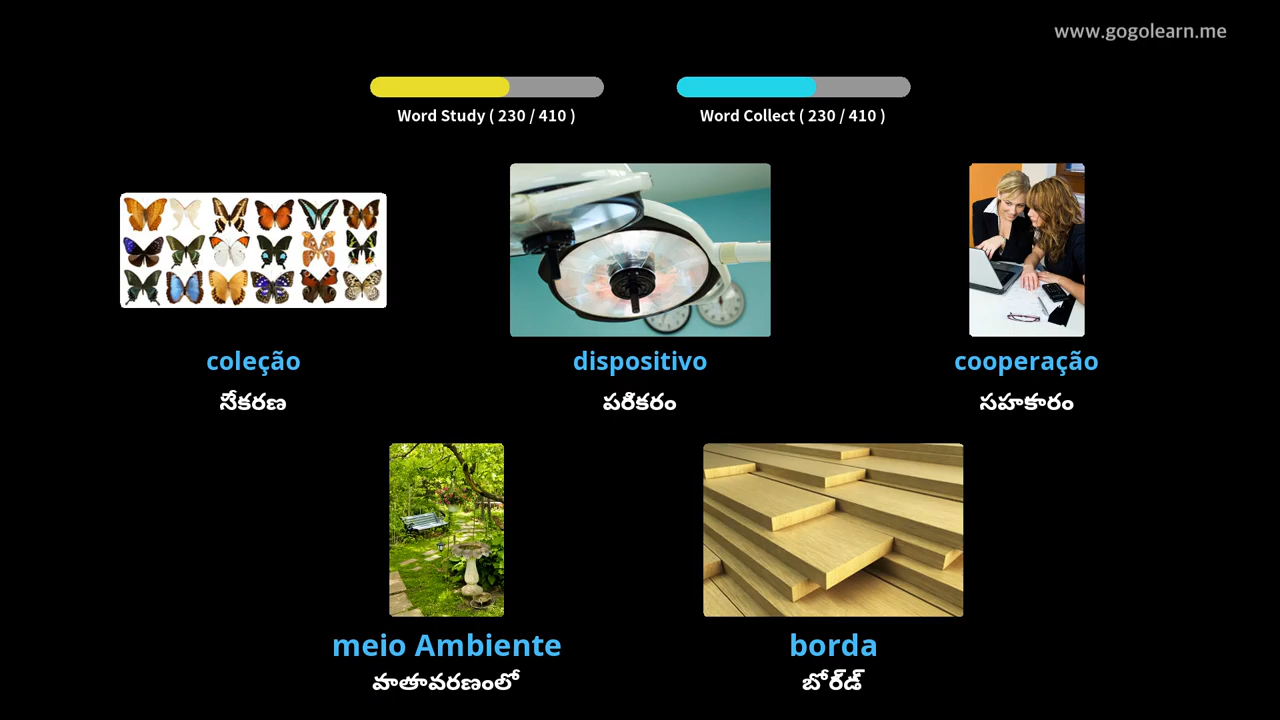 www.gogolearn.me
Word Study ( 230 / 410 )
Word Collect ( 230 / 410 )
coleção
సేకరణ
dispositivo
పరికరం
cooperação
సహకారం
meio Ambiente
వాతావరణంలో
borda
బోర్డ్